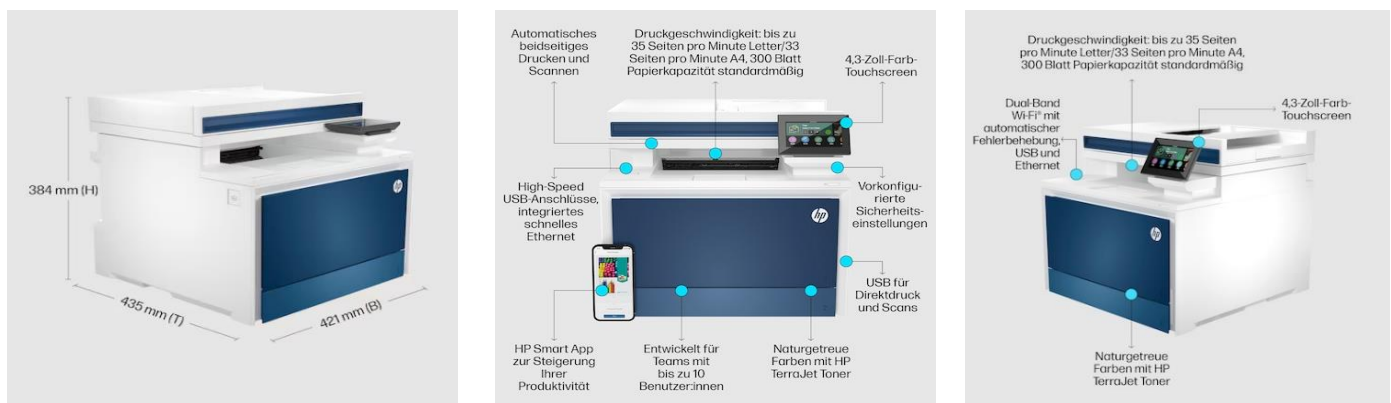 384 mm (H)
435 mm (T)
421 mm (B)
hp
Automatisches
beidseitiges
Drucken und
Scannen
Druckgeschwindigkeit: bis zu
35 Seiten pro Minute Letter/33
Seiten pro Minute A4, 300 Blatt
Papierkapazität standardmäßig
4,3-Zoll-Farb-
Touchscreen
High-Speed
USB-Anschlüsse,
integriertes
schnelles
Ethernet
Vorkonfigu-
rierte
Sicherheits-
einstellungen
hp
USB für
Direktdruck
und Scans
HP Smart App
zur Steigerung
Ihrer
Produktivität
Entwickelt für
Teams mit
bis zu 10
Benutzer:innen
Naturgetreue
Farben mit HP
TerraJet Toner
Druckgeschwindigkeit: bis zu 35 Seiten
pro Minute Letter/33 Seiten pro Minute A4,
300 Blatt Papierkapazität standardmäßig
Dual-Band
Wi-Fi® mit
automatischer
Fehlerbehebung,
USB und
Ethernet
4,3-Zoll-Farb-
Touchscreen
hp
Naturgetreue
Farben mit HP
TerraJet Toner